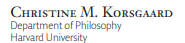 CHRISTINE M. KORSGAARD
Department of Philosophy
Harvard University